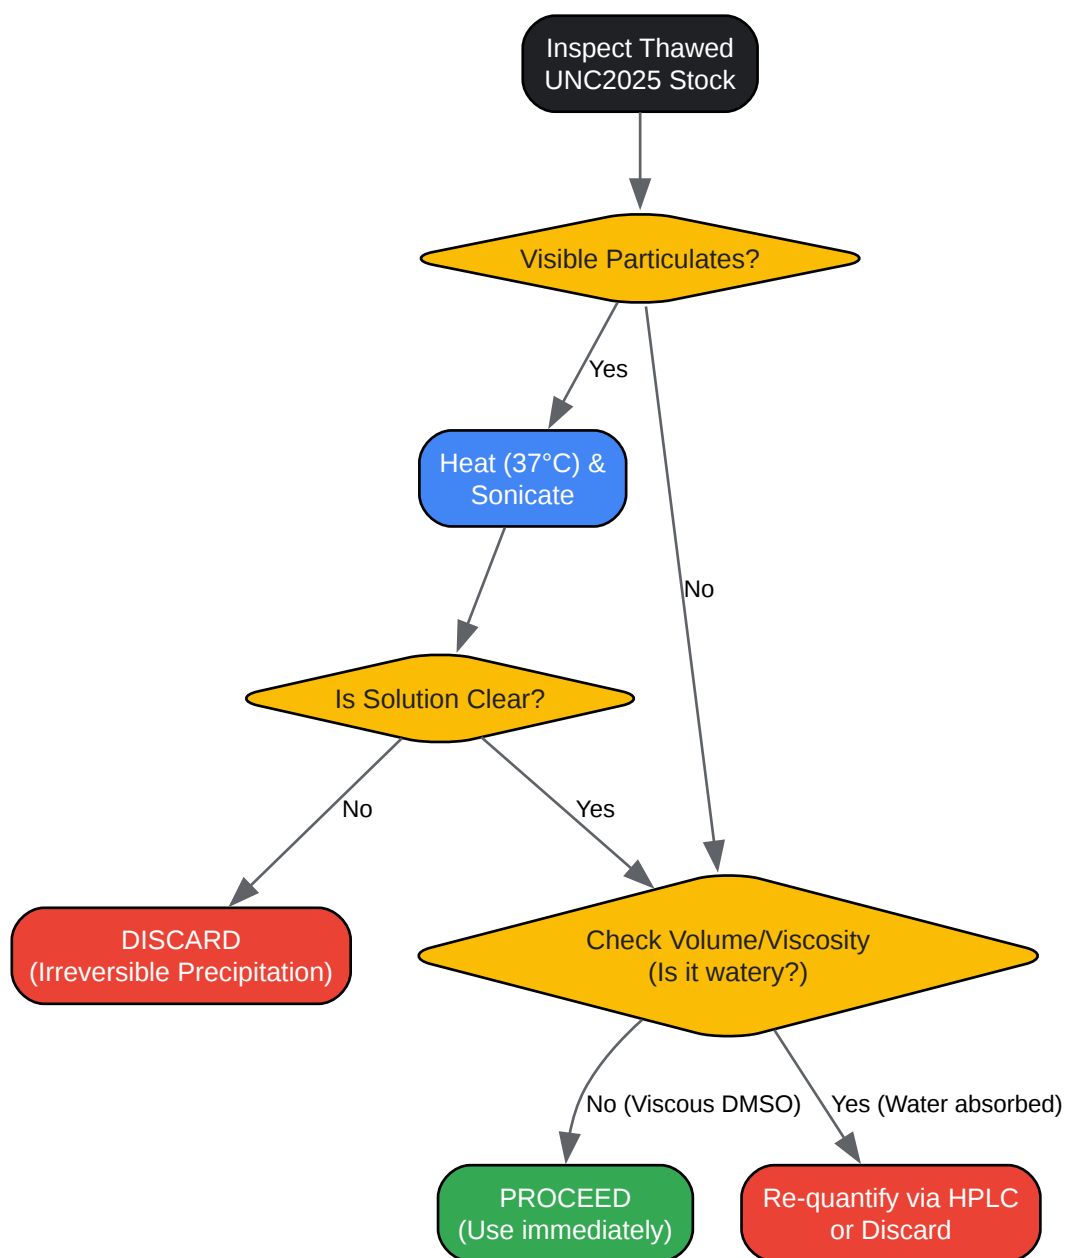 Inspect Thawed
UNC2025 Stock
Visible Particulates?
Yes
Heat (37°C) &
Sonicate
No
Is Solution Clear?
No
Yes
DISCARD
(Irreversible Precipitation)
Check Volume/Viscosity
(Is it watery?)
No (Viscous DMSO)
Yes (Water absorbed)
PROCEED
(Use immediately)
Re-quantify via HPLC
or Discard